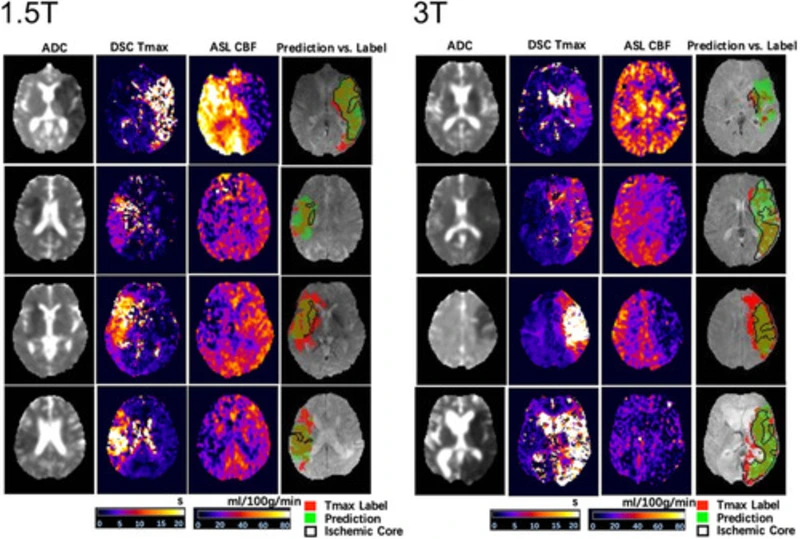 1.5T
3T
ADC DSC Tmax ASL CBF Prediction vs. Label
ADC DSC Tmax ASL CBF Prediction vs. Label
s ml/100g/min
0 5 10 15 20 0 20 40 60 80
Tmax Label
Prediction
Ischemic Core
s ml/100g/min
0 5 10 15 20 0 20 40 60 80
Tmax Label
Prediction
Ischemic Core